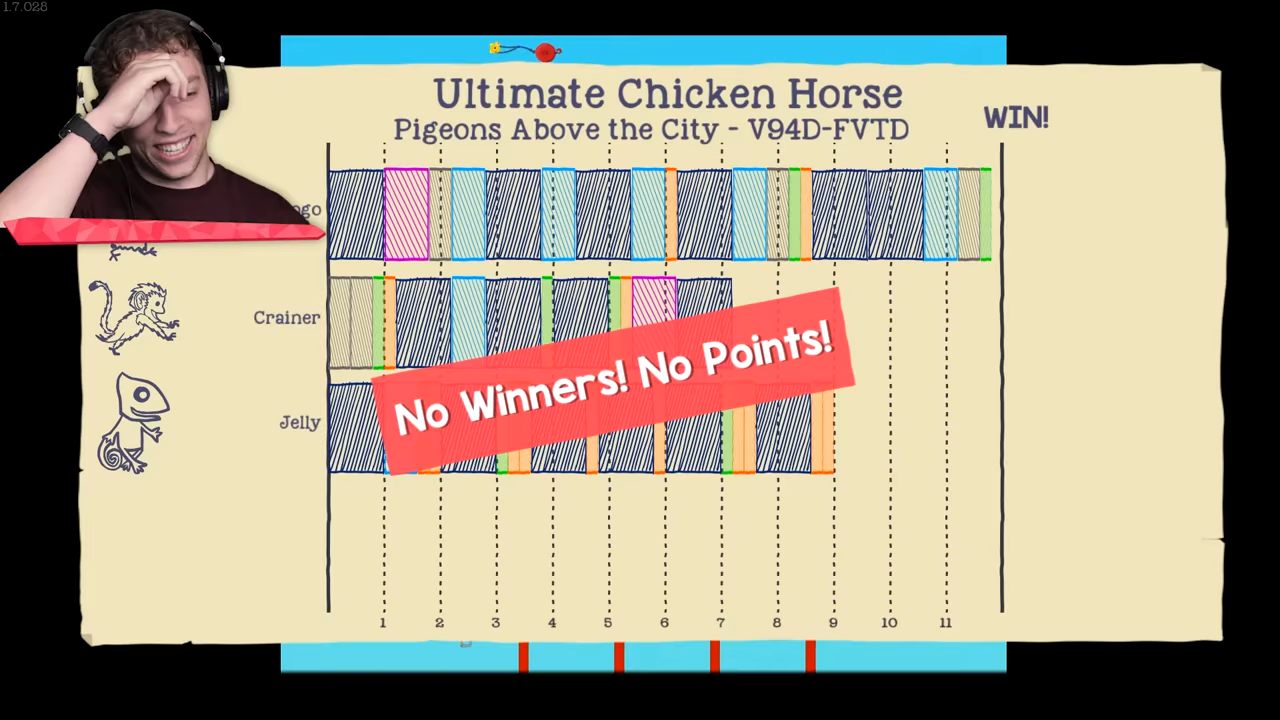 1.7.028
Ultimate Chicken Horse
Pigeons Above the City - V94D-FVTD
WIN!
Crainer
No Winners! No Points!
Jelly
1 2 3 4 5 6 7 8 9 10 11